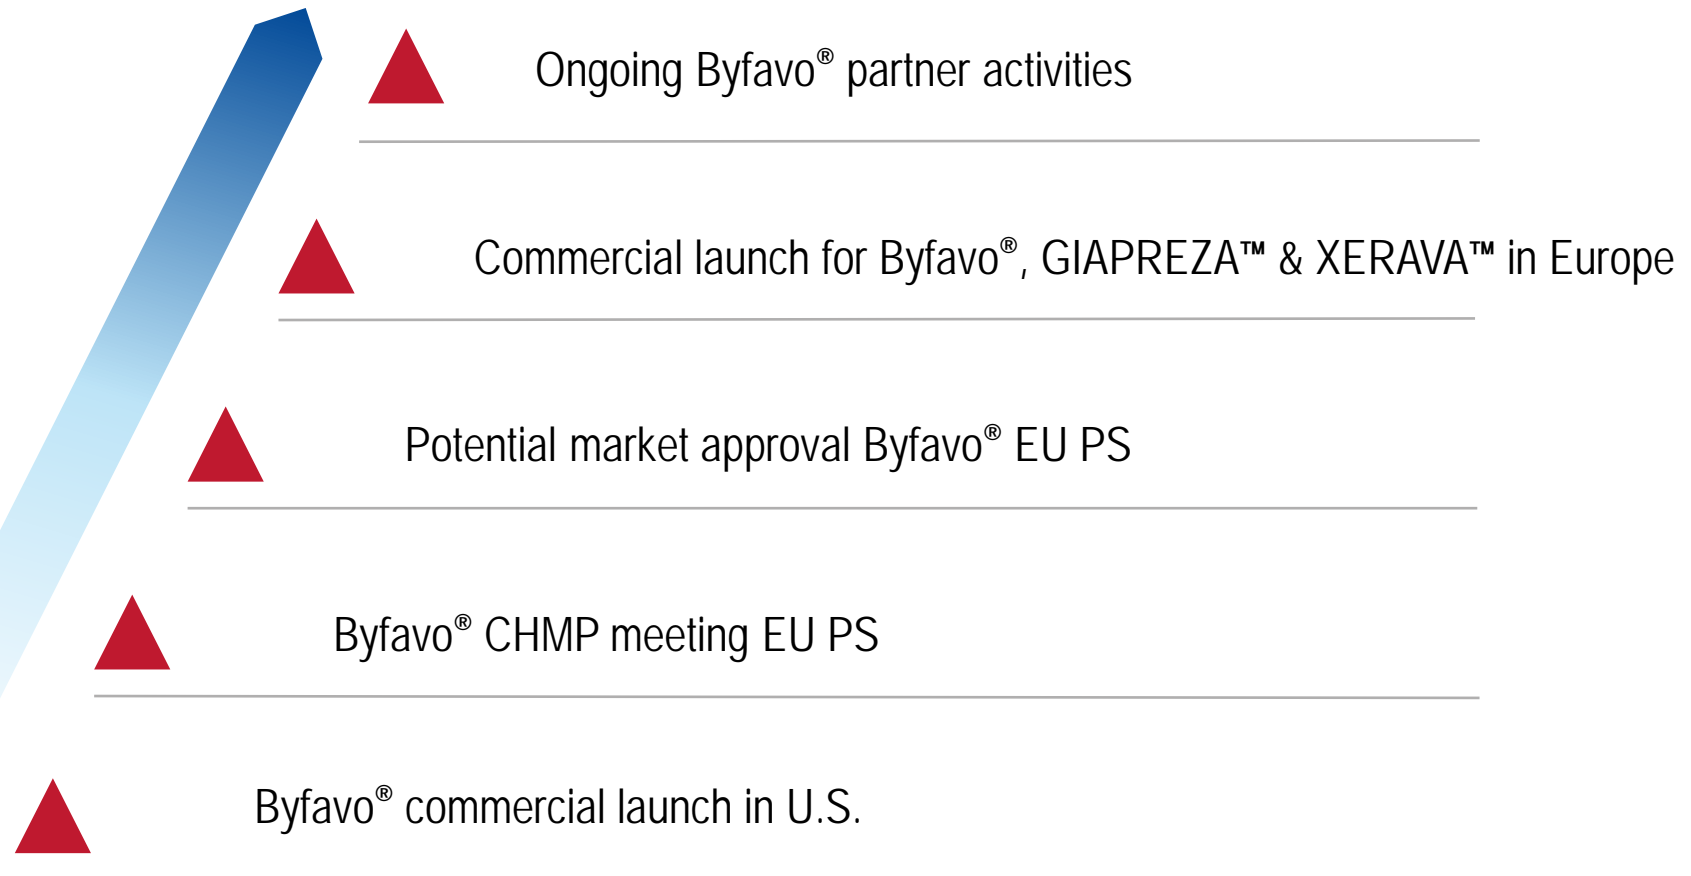 Ongoing Byfavo® partner activities
Commercial launch for Byfavo®, GIAPREZA™ & XERAVA™ in Europe
Potential market approval Byfavo® EU PS
Byfavo® CHMP meeting EU PS
Byfavo® commercial launch in U.S.